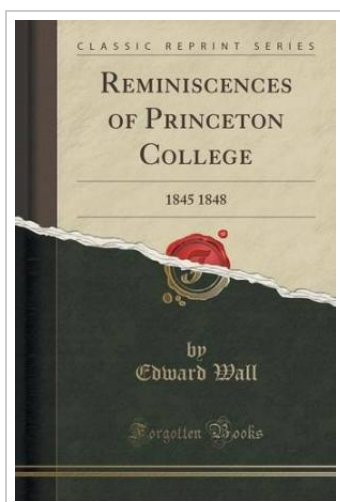 CLASSIC REPRINT SERIES
REMINISCENCES
OF PRINCETON
COLLEGE
1845 1848
by
Edward Wall
Forgotten Books